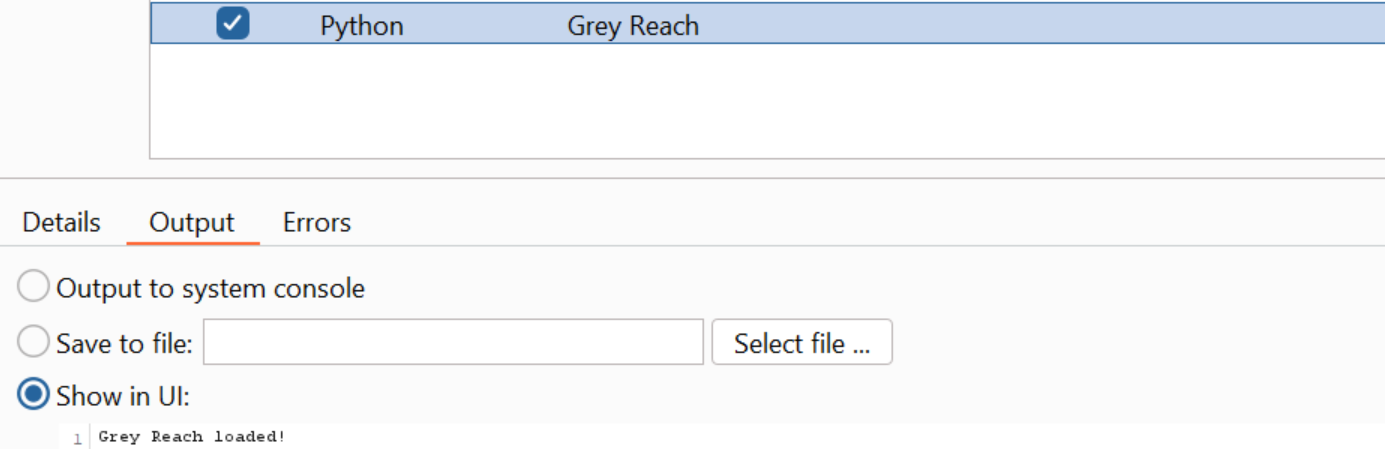 Python Grey Reach
Details Output Errors
Output to system console
Save to file: Select file ...
Show in UI:
1 Grey Reach loaded!